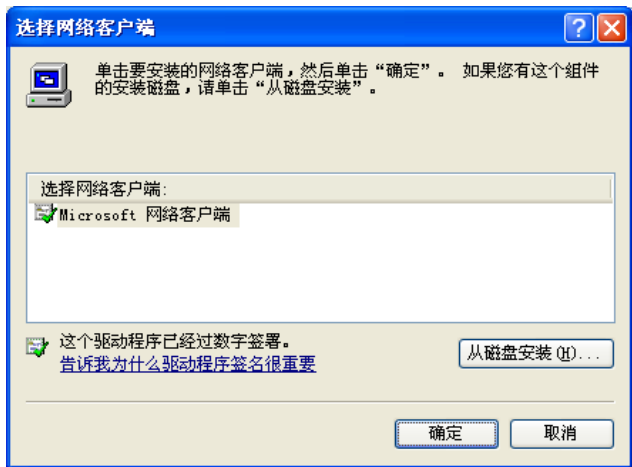 选择网络客户端
单击要安装的网络客户端，然后单击“确定”。 如果您有这个组件
的安装磁盘，请单击“从磁盘安装”。
选择网络客户端:
Microsoft 网络客户端
这个驱动程序已经过数字签署。
告诉我为什么驱动程序签名很重要
从磁盘安装(H)...
确定
取消